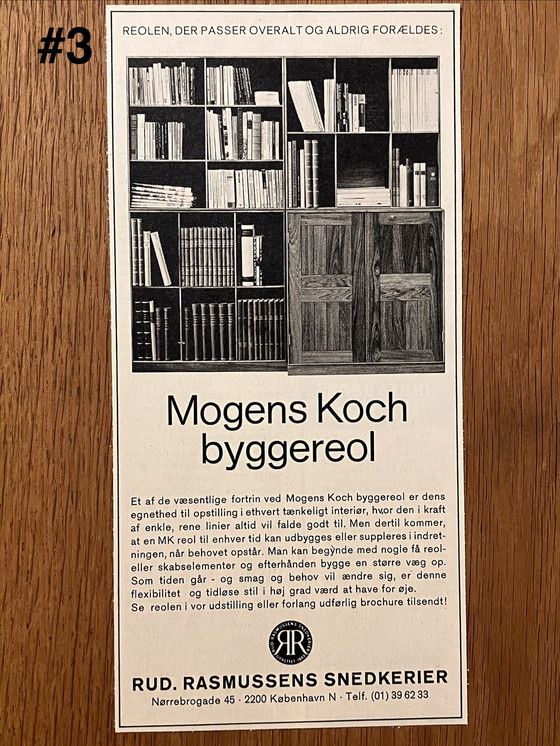 #3
REOLEN, DER PASSER OVERALT OG ALDRIG FORÆLDES:
Mogens Koch
byggereol
Et af de væsentlige fortrin ved Mogens Koch byggereol er dens
egnethed til opstilling i ethvert tænkeligt interiør, hvor den i kraft
af enkle, rene linier altid vil falde godt til. Men dertil kommer,
at en MK reol til enhver tid kan udbygges eller suppleres i indret-
ningen, når behovet opstår. Man kan begynde med nogle få reol-
eller skabselementer og efterhånden bygge en større væg op.
Som tiden går - og smag og behov vil ændre sig, er denne
flexibilitet og tidløse stil i høj grad værd at have for øje.
Se reolen i vor udstilling eller forlang udførlig brochure tilsendt!
RR
RUD. RASMUSSENS SNEDKERIER
Nørrebrogade 45 · 2200 København N · Telf. (01) 39 62 33